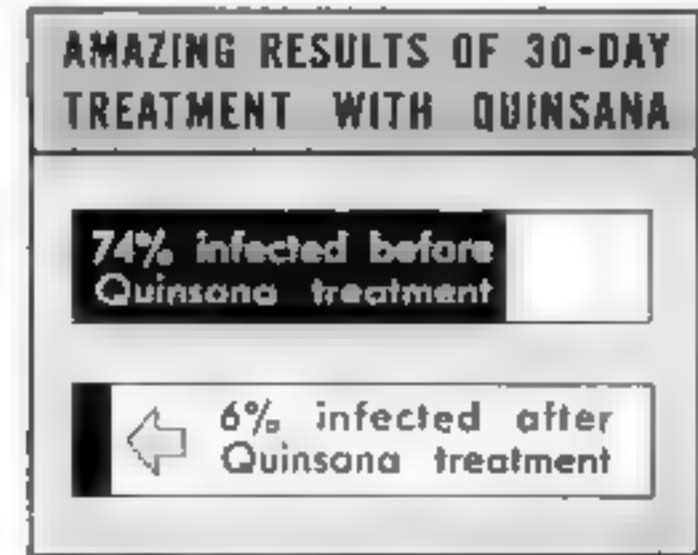 AMAZING RESULTS OF 30-DAY
TREATMENT WITH QUINSANA
74% infected before
Quinsana treatment
6% infected after
Quinsana treatment